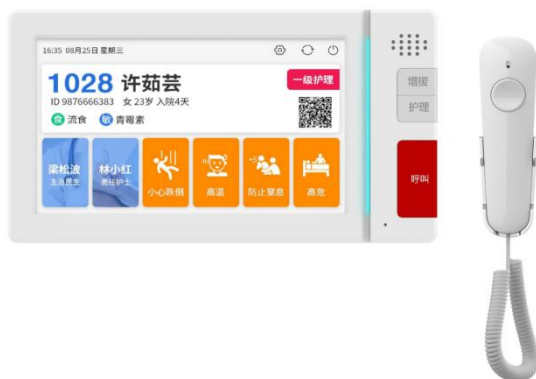 16:35 08月25日 星期三
1028 许茹芸
一级护理
ID 9876666383 女 23岁 入院4天
食 流食 敏 青霉素
梁松波
主治医生
林小红
责任护士
小心跌倒
高温
防止窒息
高危
增援
护理
呼叫